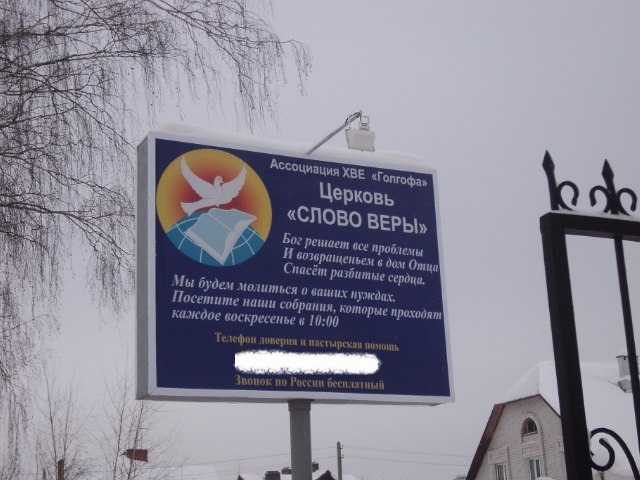 Ассоциация ХВЕ «Голгофа»
Церковь
«СЛОВО ВЕРЫ»
Бог решает все проблемы
И возвращеньем в дом Отца
Спасёт разбитые сердца.
Мы будем молиться о ваших нуждах.
Посетите наши собрания, которые проходят
каждое воскресенье в 10:00
Телефон доверия и пастырская помощь
Звонок по России бесплатный